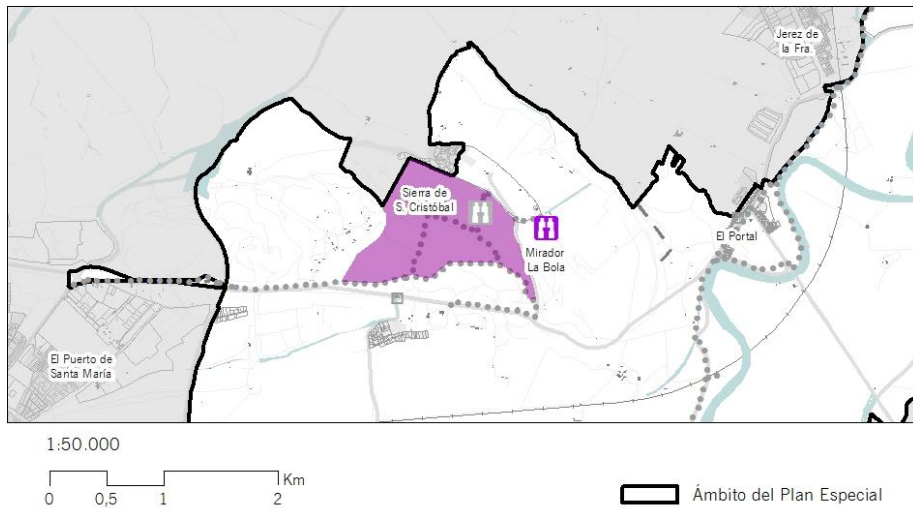 Jerez de
la Fra.
Sierra de
S. Cristóbal
El Portal
Mirador
La Bola
El Puerto de
Santa María
1:50.000
Km
0 0,5 1 2
Ámbito del Plan Especial